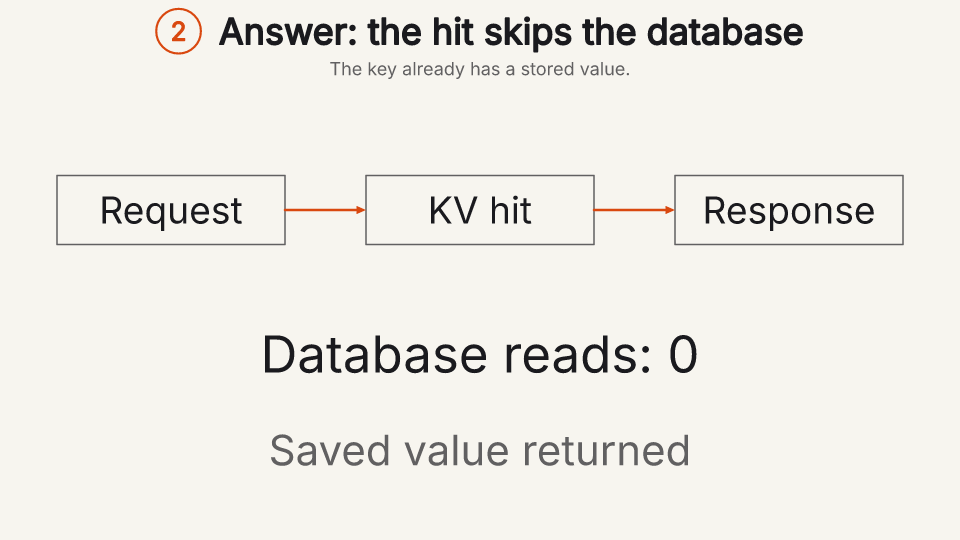 2 Answer: the hit skips the database
The key already has a stored value.
Request KV hit Response
Database reads: 0
Saved value returned